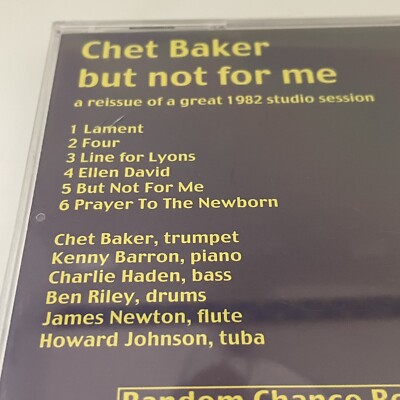 Chet Baker
but not for me
a reissue of a great 1982 studio session
1 Lament
2 Four
3 Line for Lyons
4 Ellen David
5 But Not For Me
6 Prayer To The Newborn
Chet Baker, trumpet
Kenny Barron, piano
Charlie Haden, bass
Ben Riley, drums
James Newton, flute
Howard Johnson, tuba
Random Chance